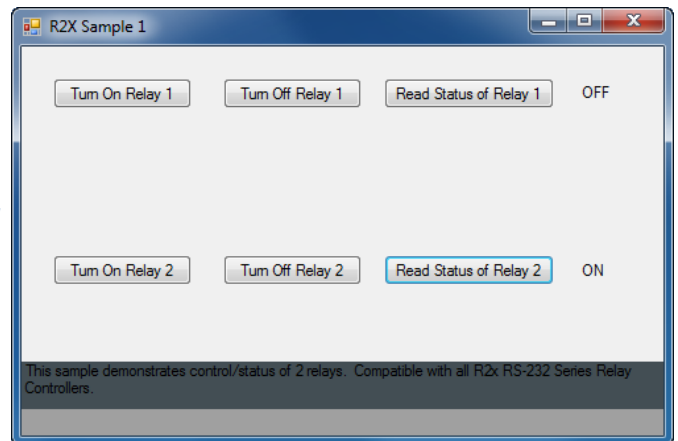 R2X Sample 1
Turn On Relay 1 Turn Off Relay 1 Read Status of Relay 1 OFF
Turn On Relay 2 Turn Off Relay 2 Read Status of Relay 2 ON
This sample demonstrates control/status of 2 relays. Compatible with all R2x RS-232 Series Relay
Controllers.